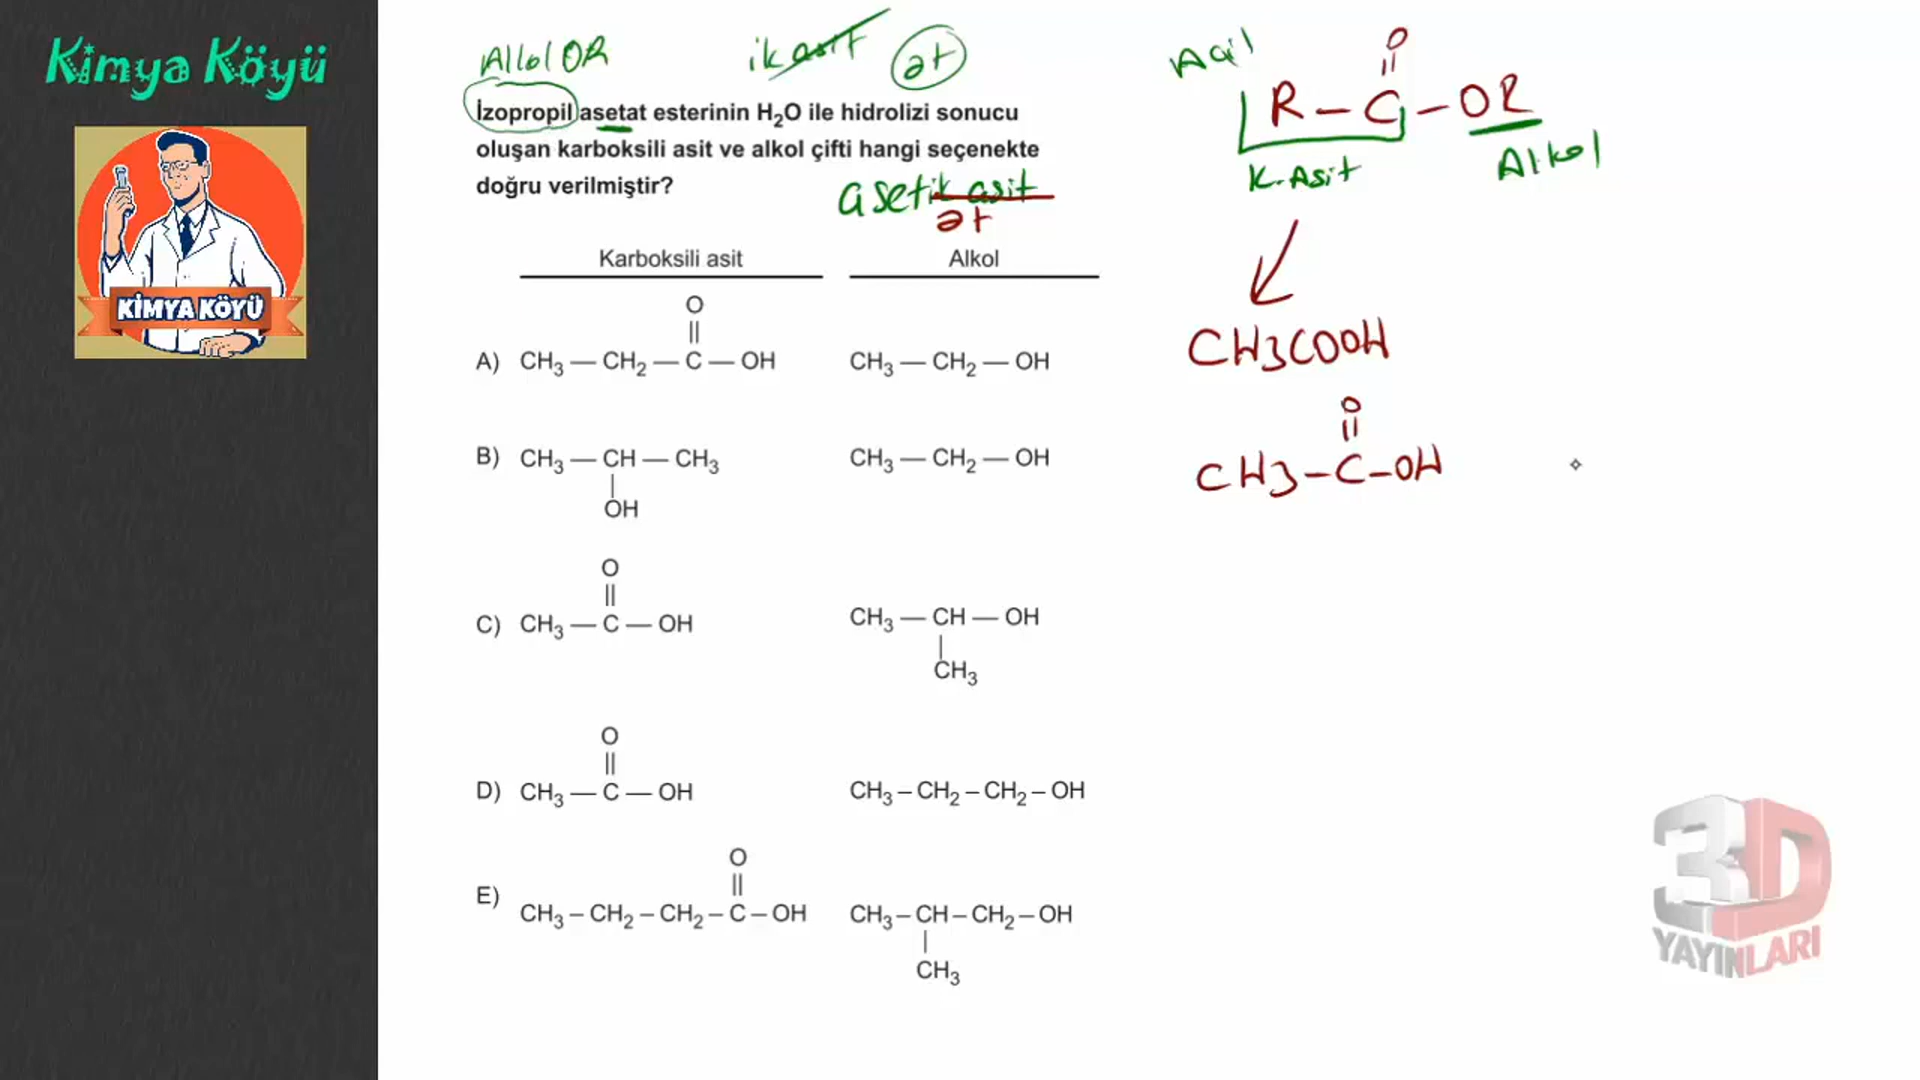 Kimya Köyü
KİMYA KÖYÜ
ik asit
at
Açil
O
||
R — C — OR
K. Asit
Alkol
İzopropil asetat esterinin H₂O ile hidrolizi sonucu
oluşan karboksili asit ve alkol çifti hangi seçenekte
doğru verilmiştir?
asetik asit
at
Karboksili asit Alkol
O
||
A) CH₃ — CH₂ — C — OH CH₃ — CH₂ — OH
B) CH₃ — CH — CH₃ CH₃ — CH₂ — OH
|
OH
O
||
C) CH₃ — C — OH CH₃ — CH — OH
|
CH₃
O
||
D) CH₃ — C — OH CH₃ – CH₂ – CH₂ – OH
O
||
E) CH₃ – CH₂ – CH₂ – C – OH CH₃ – CH – CH₂ – OH
|
CH₃
CH3COOH
O
||
CH3 – C – OH
3D
YAYINLARI